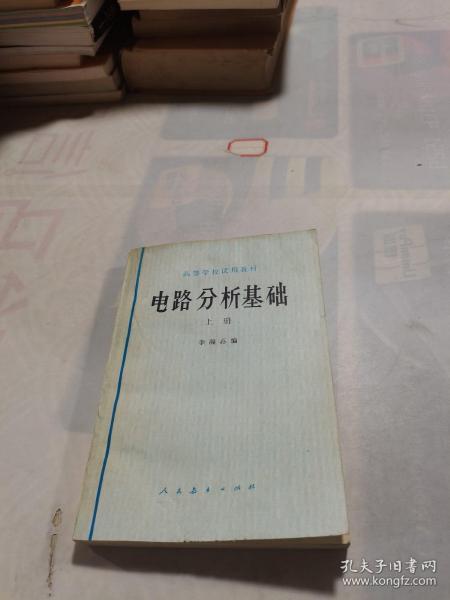 高等学校试用教材
电路分析基础
上册
李瀚荪编
人民教育出版社
孔夫子旧书网
www.kongfz.com